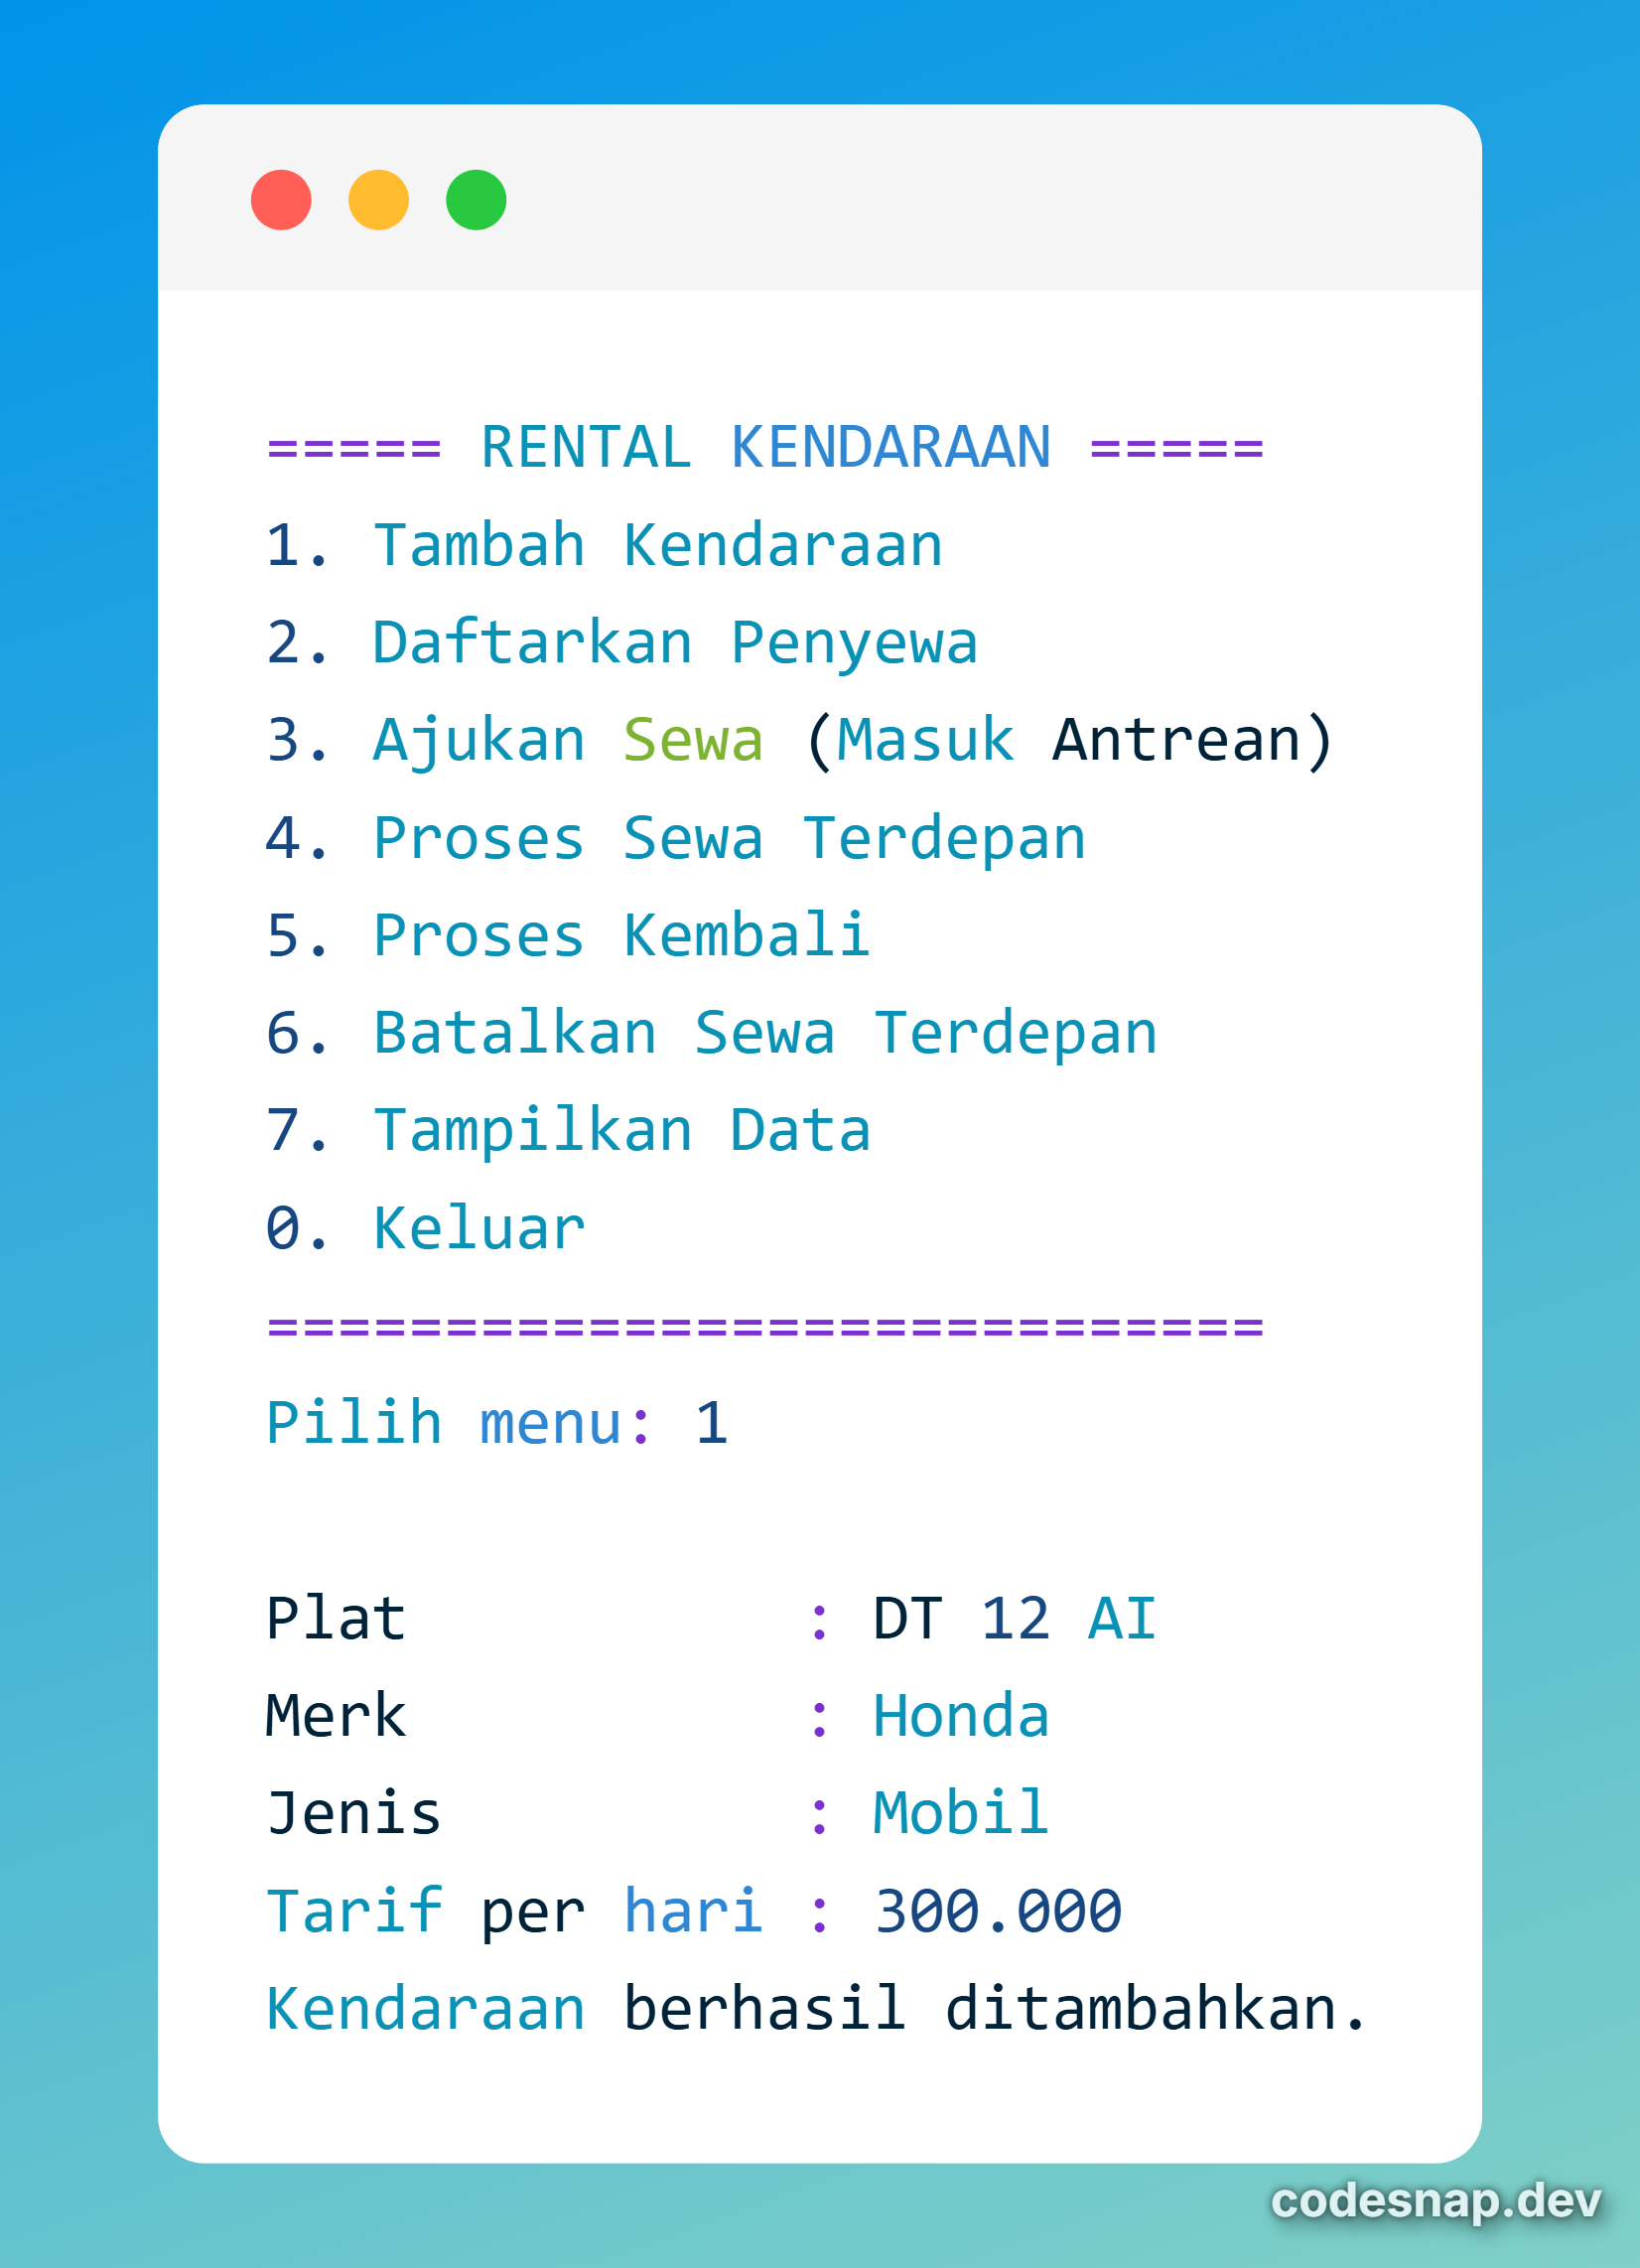 ===== RENTAL KENDARAAN =====
1. Tambah Kendaraan
2. Daftarkan Penyewa
3. Ajukan Sewa (Masuk Antrean)
4. Proses Sewa Terdepan
5. Proses Kembali
6. Batalkan Sewa Terdepan
7. Tampilkan Data
0. Keluar
============================
Pilih menu: 1
Plat           : DT 12 AI
Merk           : Honda
Jenis          : Mobil
Tarif per hari : 300.000
Kendaraan berhasil ditambahkan.
codesnap.dev